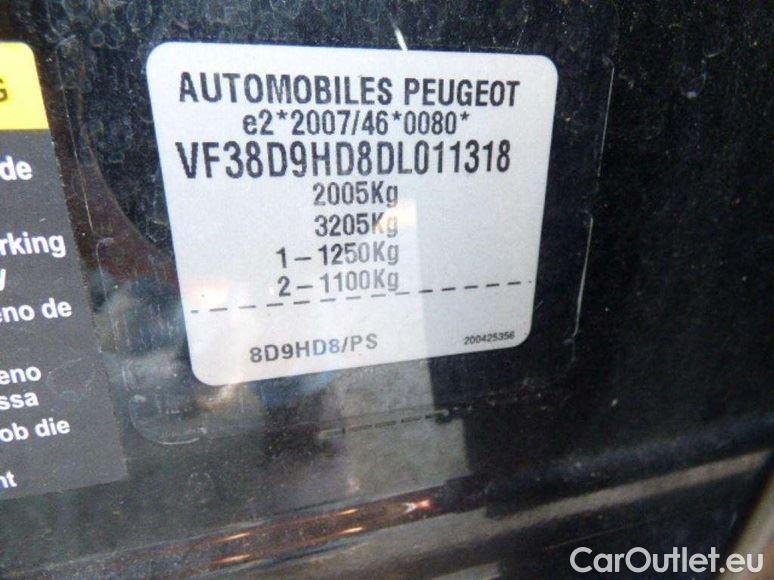 AUTOMOBILES PEUGEOT
e2*2007/46*0080*
VF38D9HD8DL011318
2005Kg
3205Kg
1-1250Kg
2-1100Kg
8D9HD8/PS
200425356
G
de
rking
y
eno de
eno
ssa
ob die
nt
CarOutlet.eu